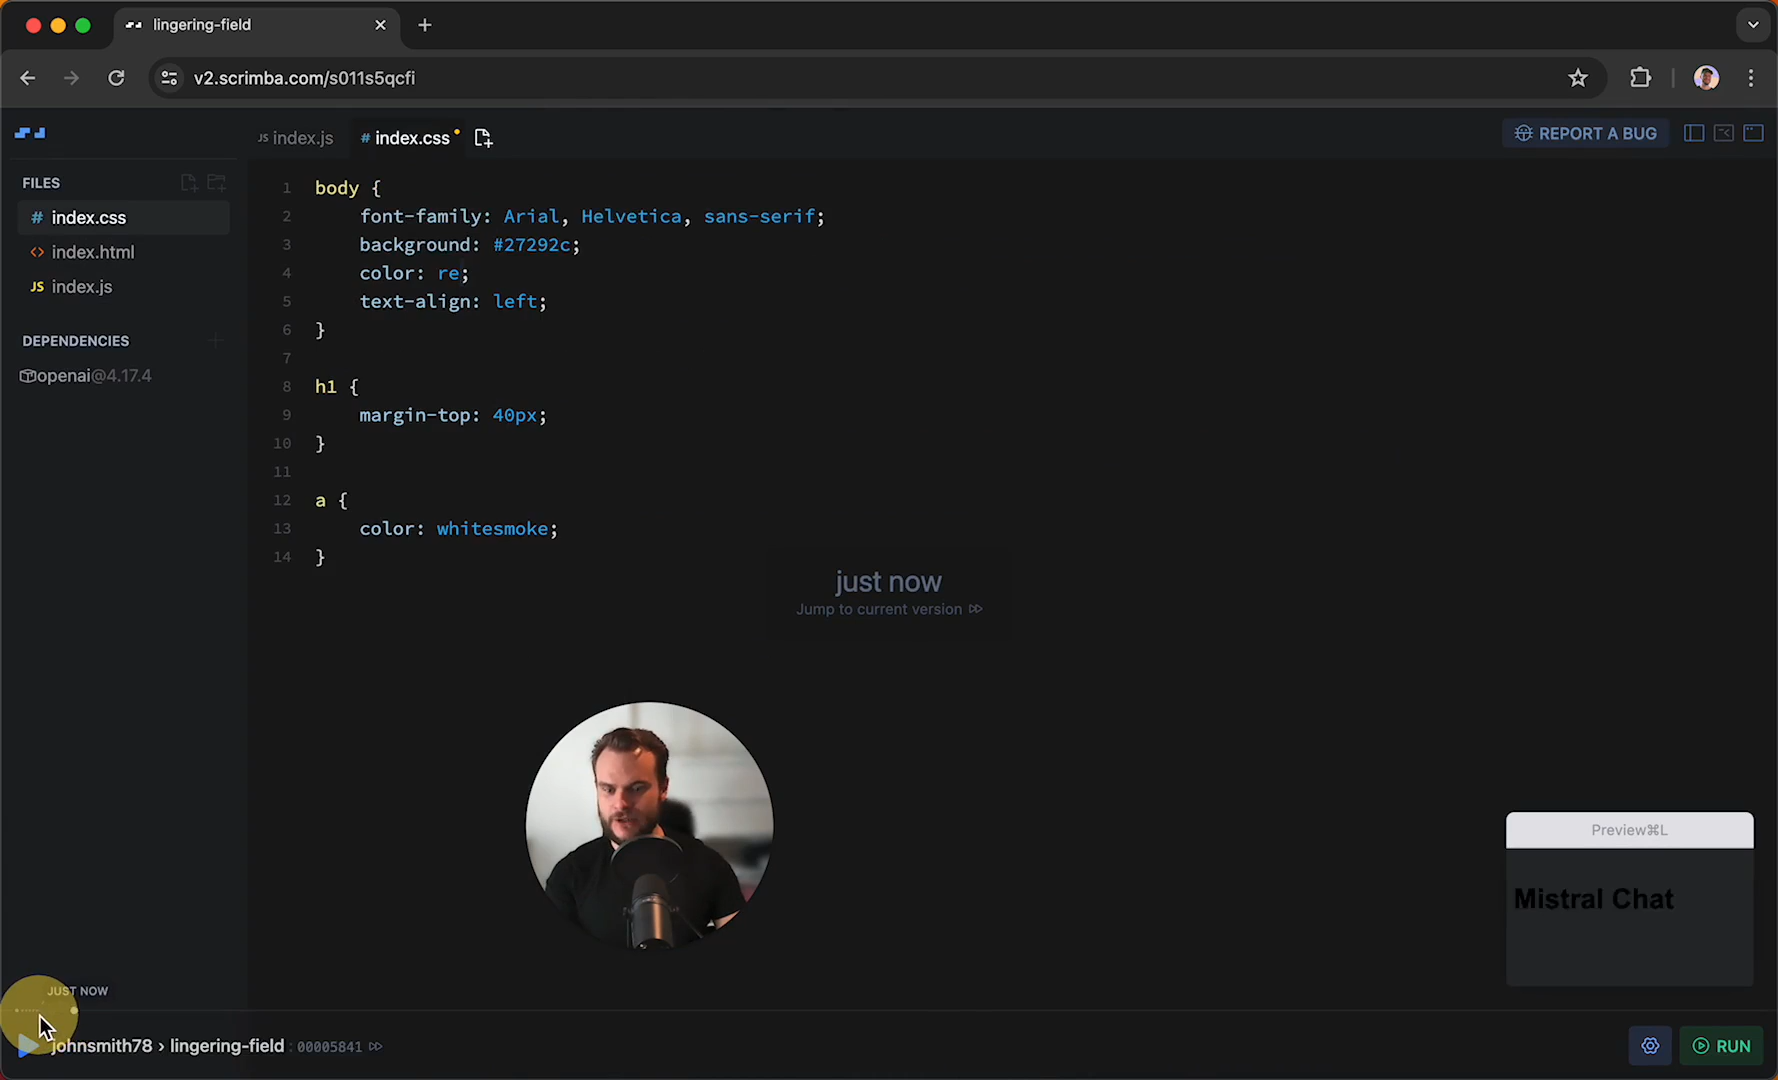 lingering-field
v2.scrimba.com/s011s5qcfi
JS index.js
# index.css
REPORT A BUG
FILES
# index.css
<> index.html
JS index.js
DEPENDENCIES
openai@4.17.4
1 body {
2 font-family: Arial, Helvetica, sans-serif;
3 background: #27292c;
4 color: re;
5 text-align: left;
6 }
7
8 h1 {
9 margin-top: 40px;
10 }
11
12 a {
13 color: whitesmoke;
14 }
just now
Jump to current version
Preview⌘L
Mistral Chat
JUST NOW
johnsmith78 › lingering-field : 00005841
RUN